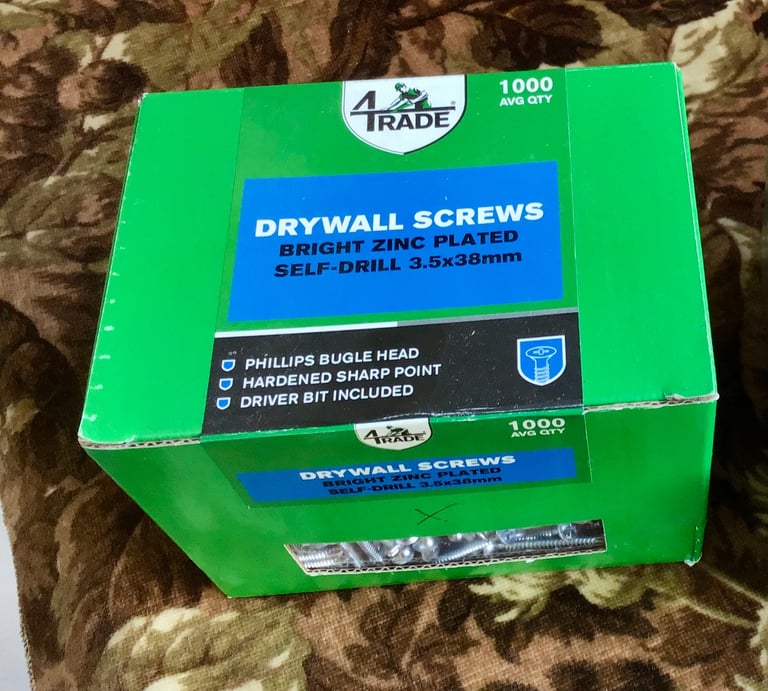 4TRADE
1000
AVG QTY
DRYWALL SCREWS
BRIGHT ZINC PLATED
SELF-DRILL 3.5x38mm
PHILLIPS BUGLE HEAD
HARDENED SHARP POINT
DRIVER BIT INCLUDED
4TRADE
1000
AVG QTY
DRYWALL SCREWS
BRIGHT ZINC PLATED
SELF-DRILL 3.5x38mm